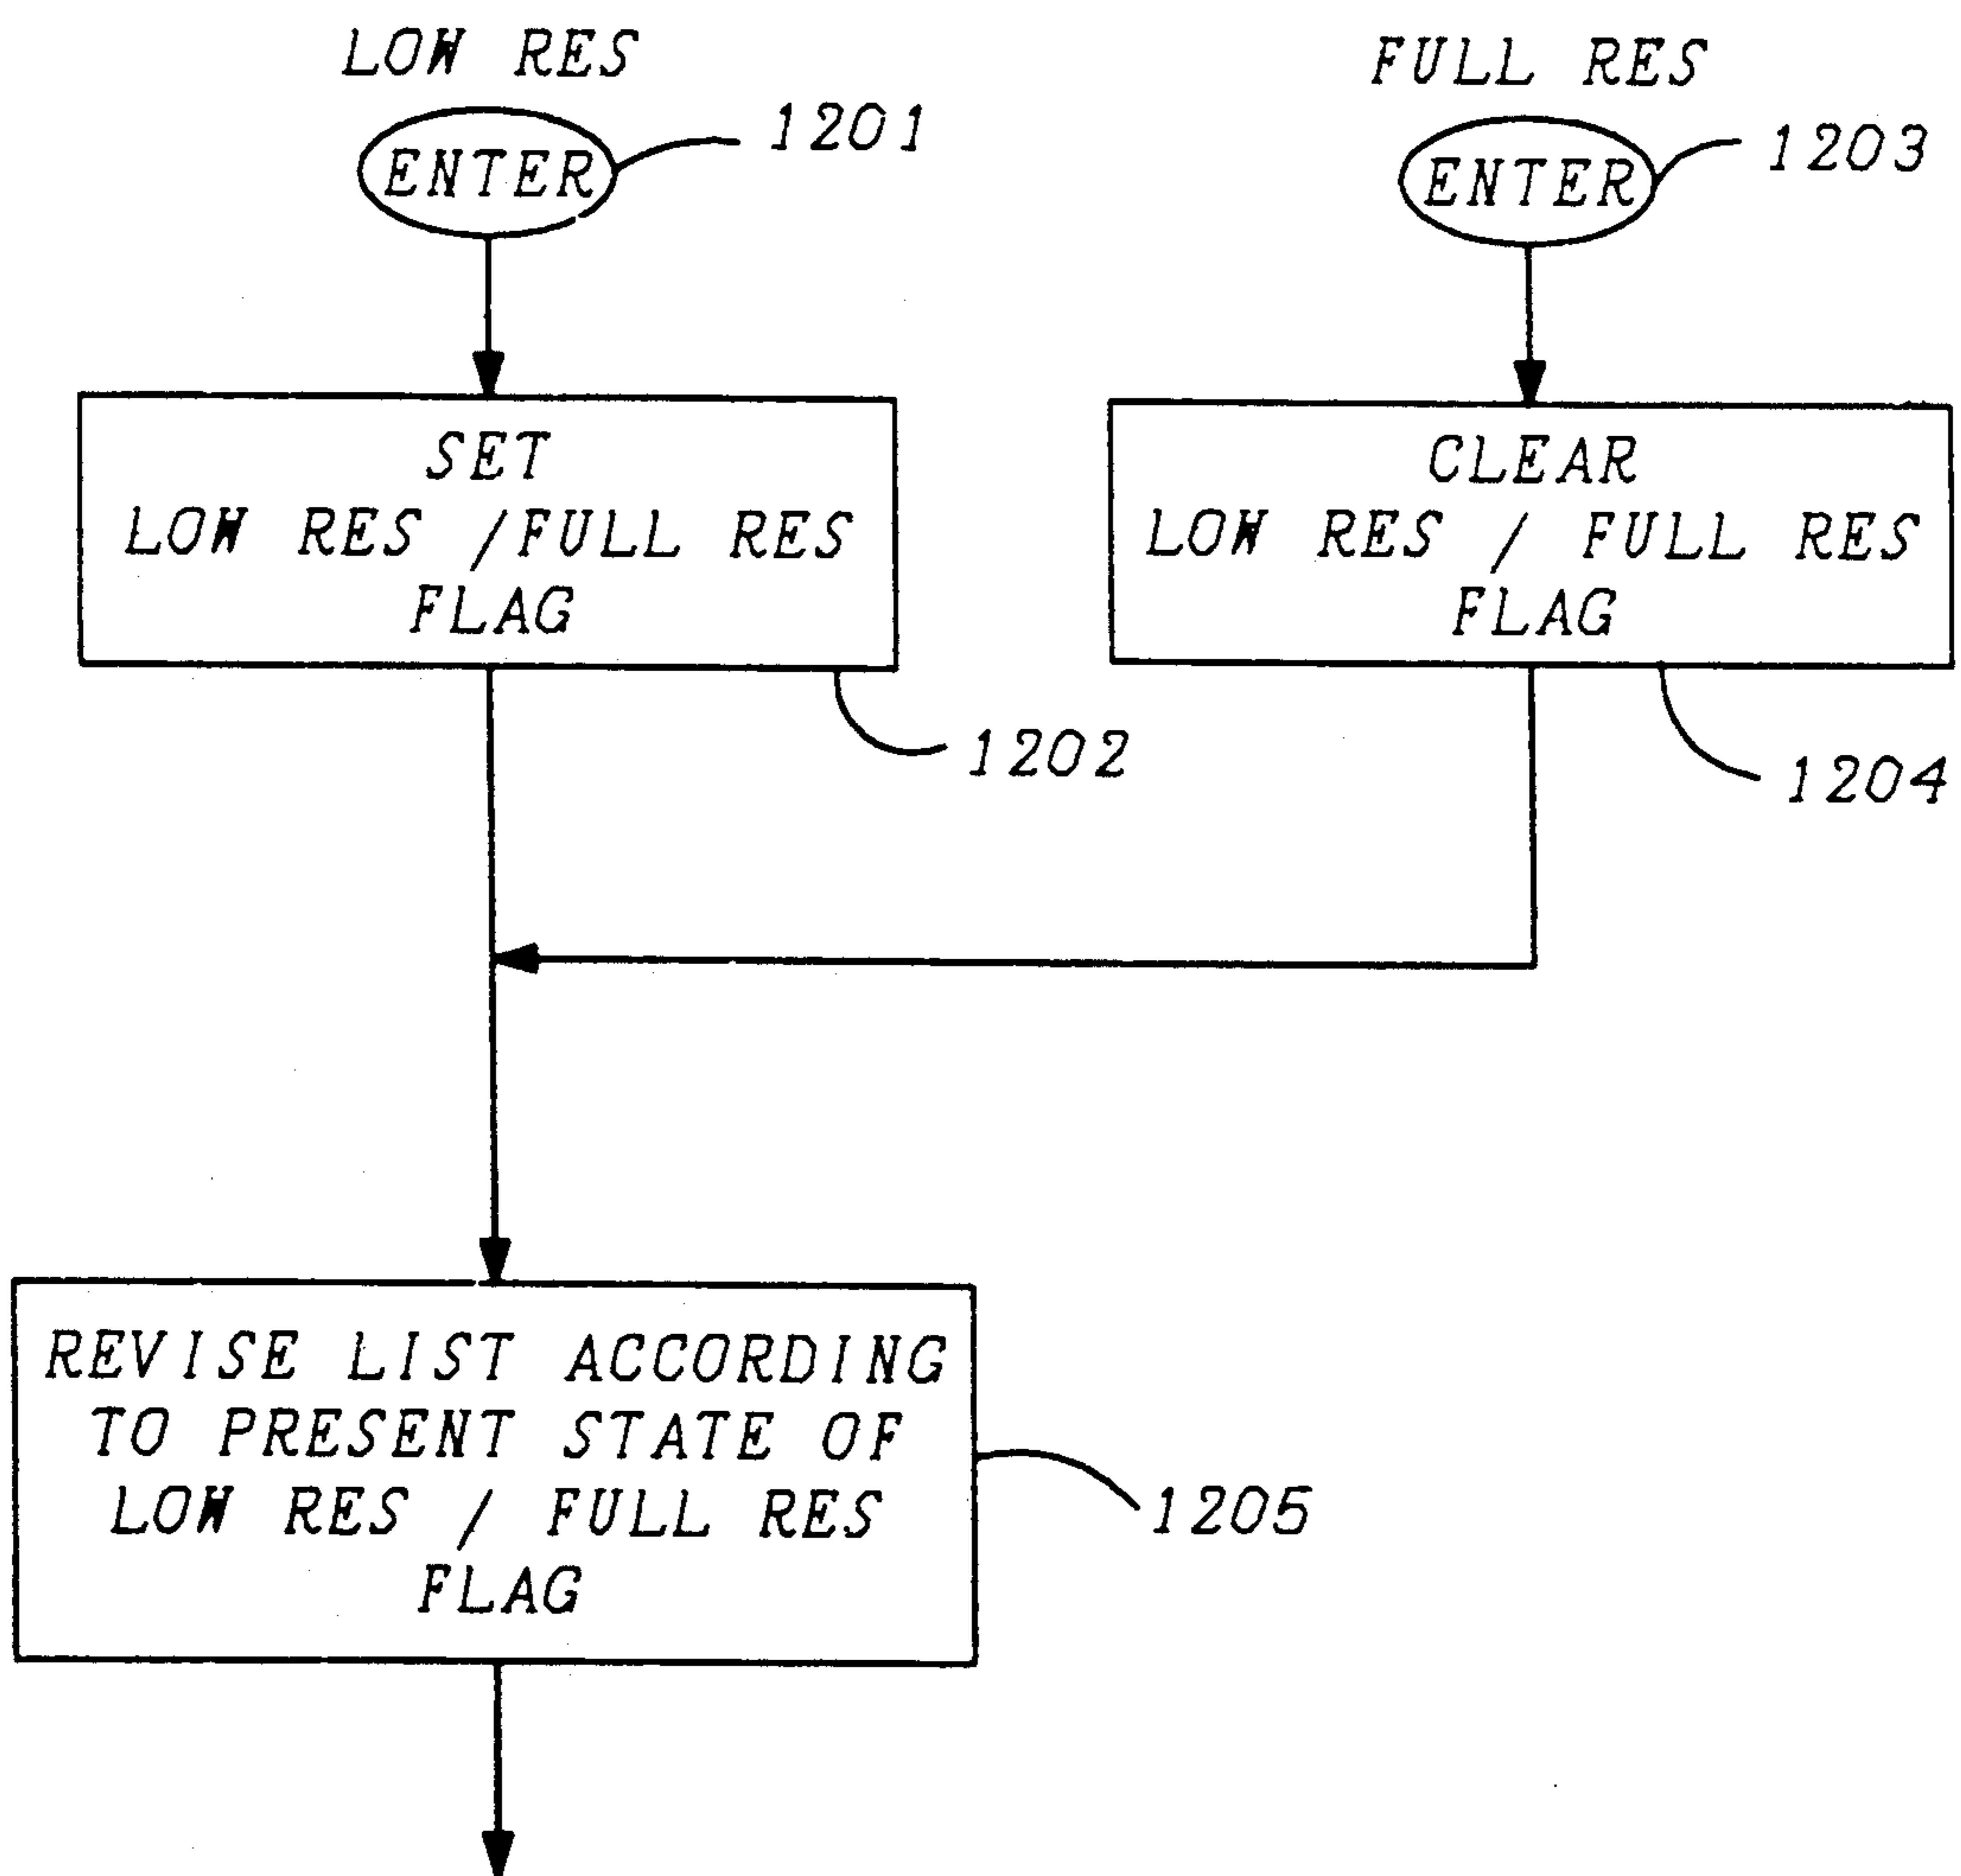 LOW RES
ENTER
1201
FULL RES
ENTER
1203
SET
LOW RES /FULL RES
FLAG
1202
CLEAR
LOW RES / FULL RES
FLAG
1204
REVISE LIST ACCORDING
TO PRESENT STATE OF
LOW RES / FULL RES
FLAG
1205